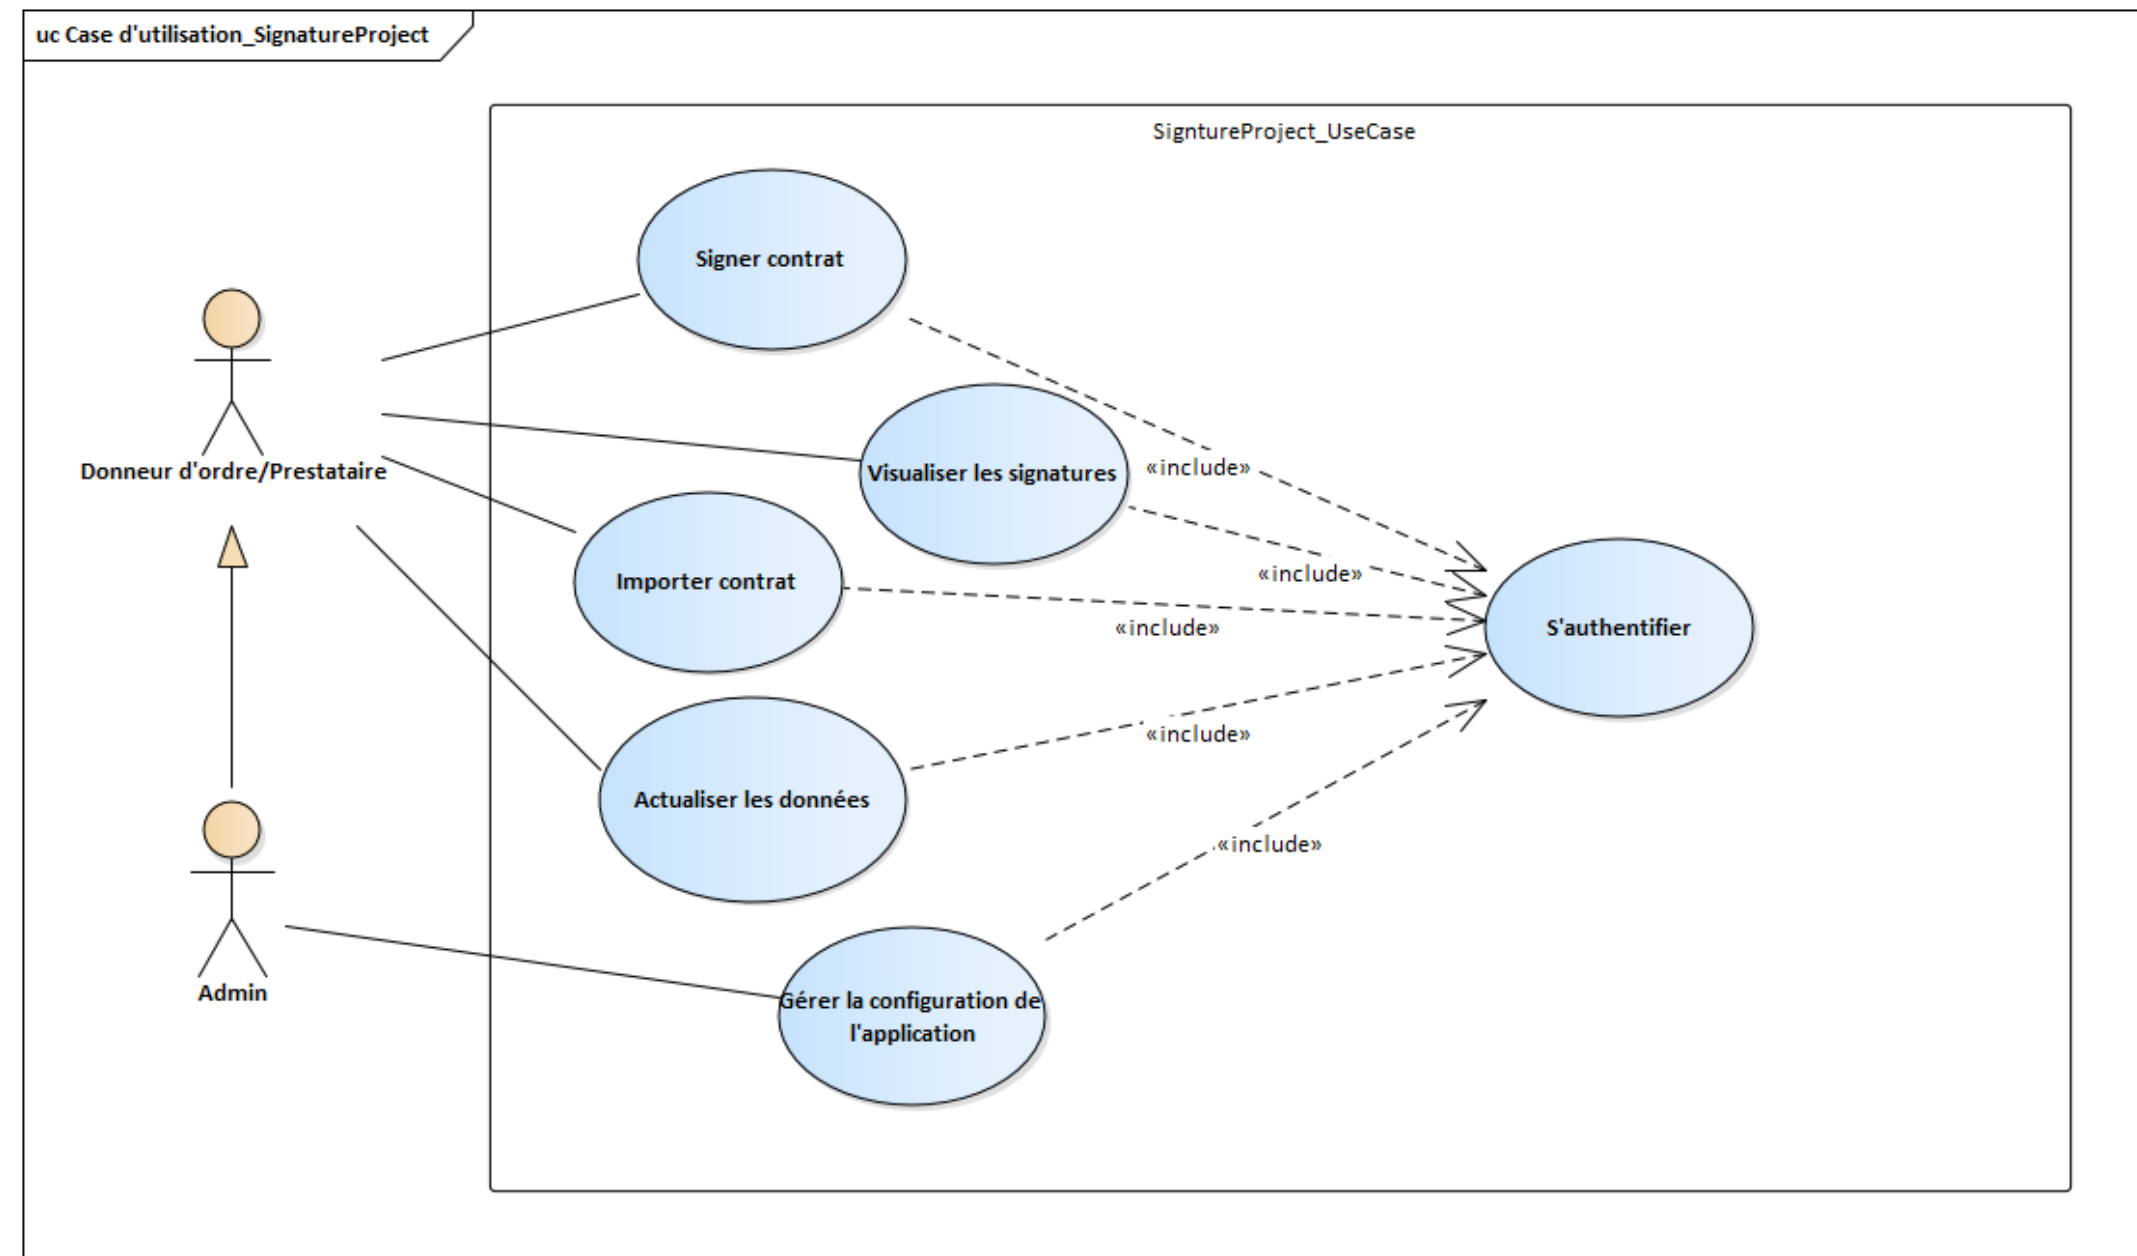 uc Case d'utilisation_SignatureProject
SigntureProject_UseCase
Signer contrat
Visualiser les signatures
«include»
Donneur d'ordre/Prestataire
«include»
Importer contrat
«include»
S'authentifier
«include»
Actualiser les données
«include»
Admin
Gérer la configuration de
l'application